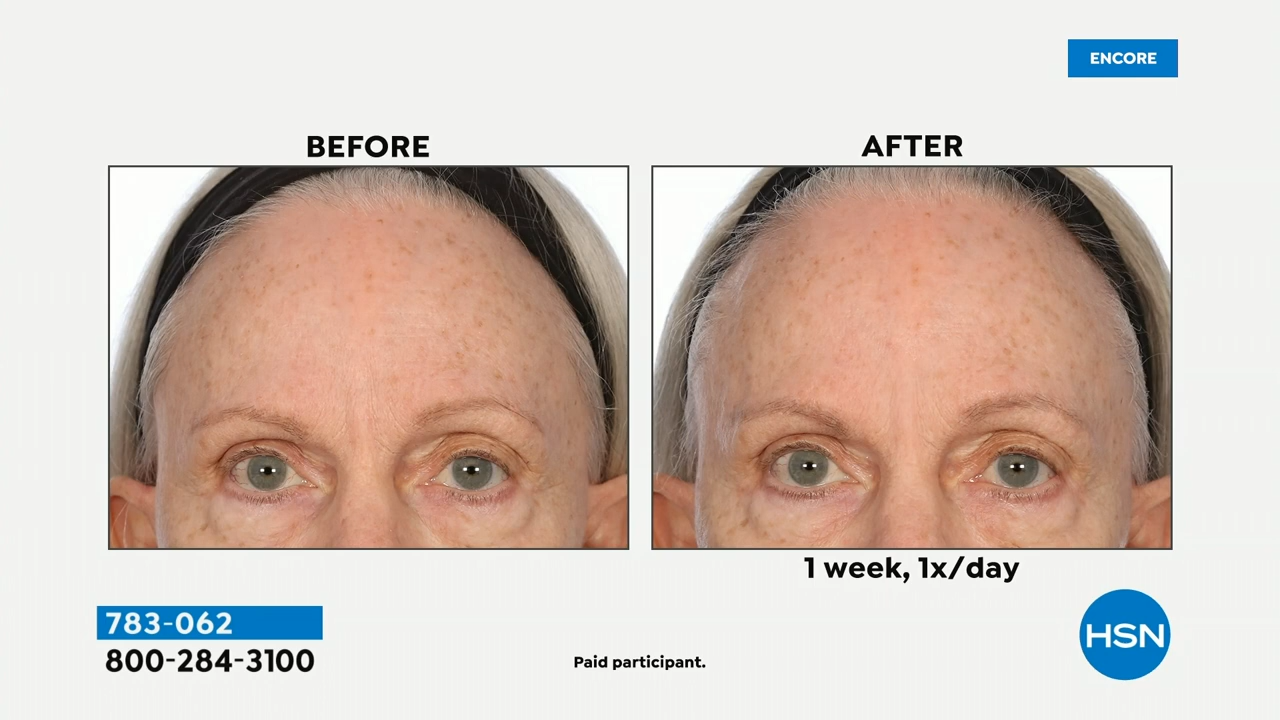 ENCORE
BEFORE
AFTER
1 week, 1x/day
783-062
800-284-3100
Paid participant.
HSN